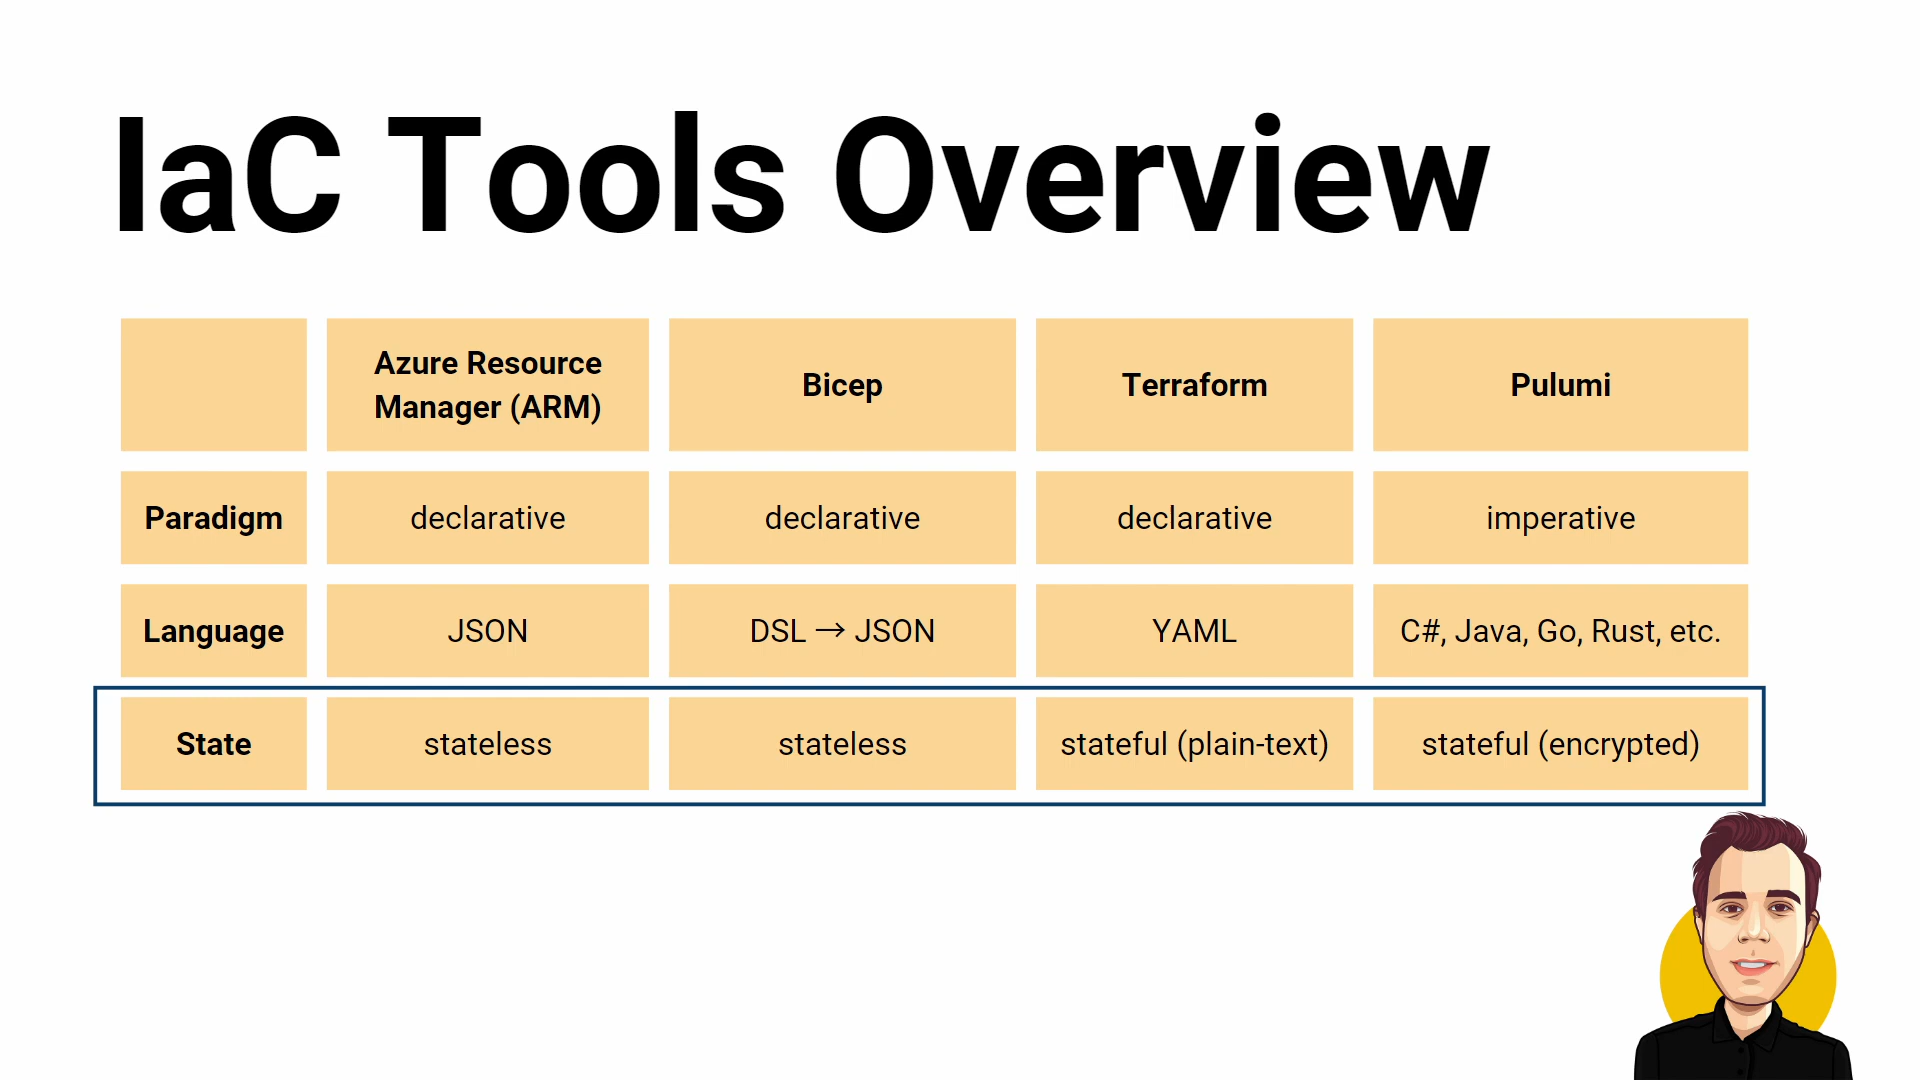 IaC Tools Overview
Azure Resource
Manager (ARM)
Bicep
Terraform
Pulumi
Paradigm
declarative
declarative
declarative
imperative
Language
JSON
DSL → JSON
YAML
C#, Java, Go, Rust, etc.
State
stateless
stateless
stateful (plain-text)
stateful (encrypted)